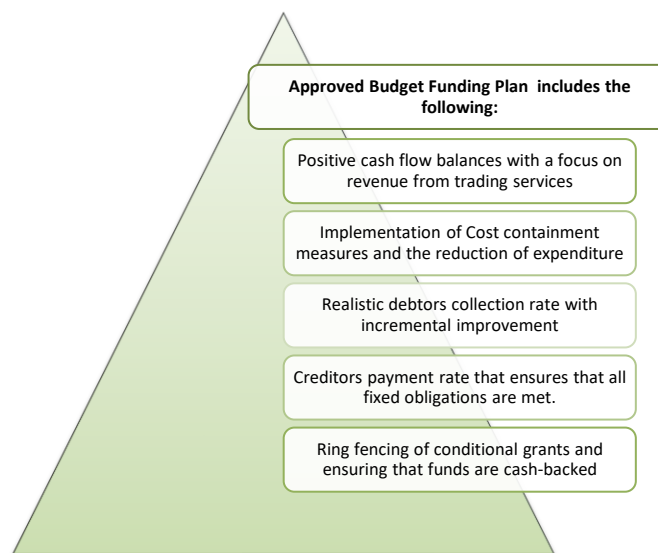 Approved Budget Funding Plan includes the
following:
Positive cash flow balances with a focus on
revenue from trading services
Implementation of Cost containment
measures and the reduction of expenditure
Realistic debtors collection rate with
incremental improvement
Creditors payment rate that ensures that all
fixed obligations are met.
Ring fencing of conditional grants and
ensuring that funds are cash-backed